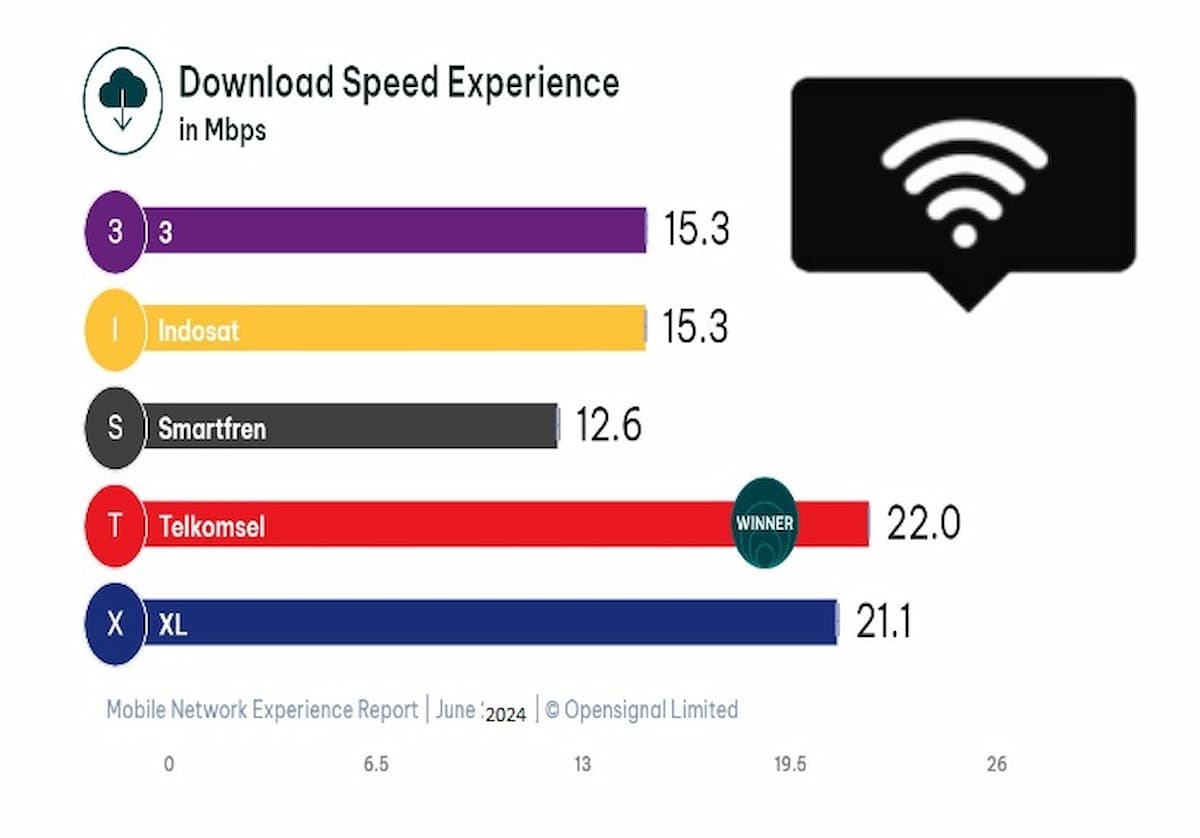 Download Speed Experience
in Mbps
3 3 15.3
I Indosat 15.3
S Smartfren 12.6
T Telkomsel WINNER 22.0
X XL 21.1
Mobile Network Experience Report | June 2024 | © Opensignal Limited
0 6.5 13 19.5 26